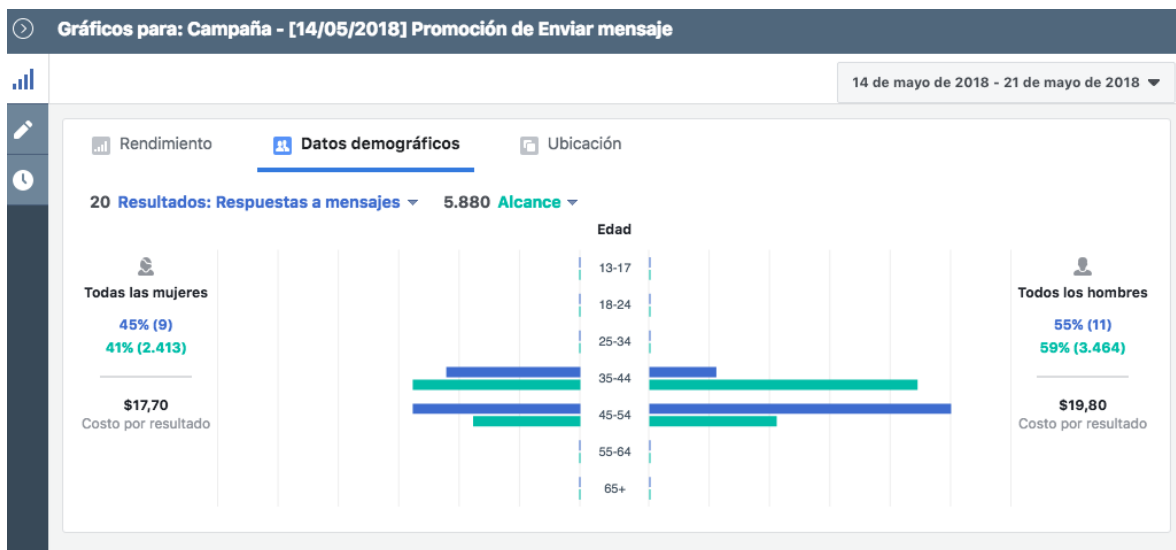 Gráficos para: Campaña - [14/05/2018] Promoción de Enviar mensaje
14 de mayo de 2018 - 21 de mayo de 2018
Rendimiento
Datos demográficos
Ubicación
20 Resultados: Respuestas a mensajes
5.880 Alcance
Edad
Todas las mujeres
45% (9)
41% (2.413)
$17,70
Costo por resultado
13-17
18-24
25-34
35-44
45-54
55-64
65+
Todos los hombres
55% (11)
59% (3.464)
$19,80
Costo por resultado